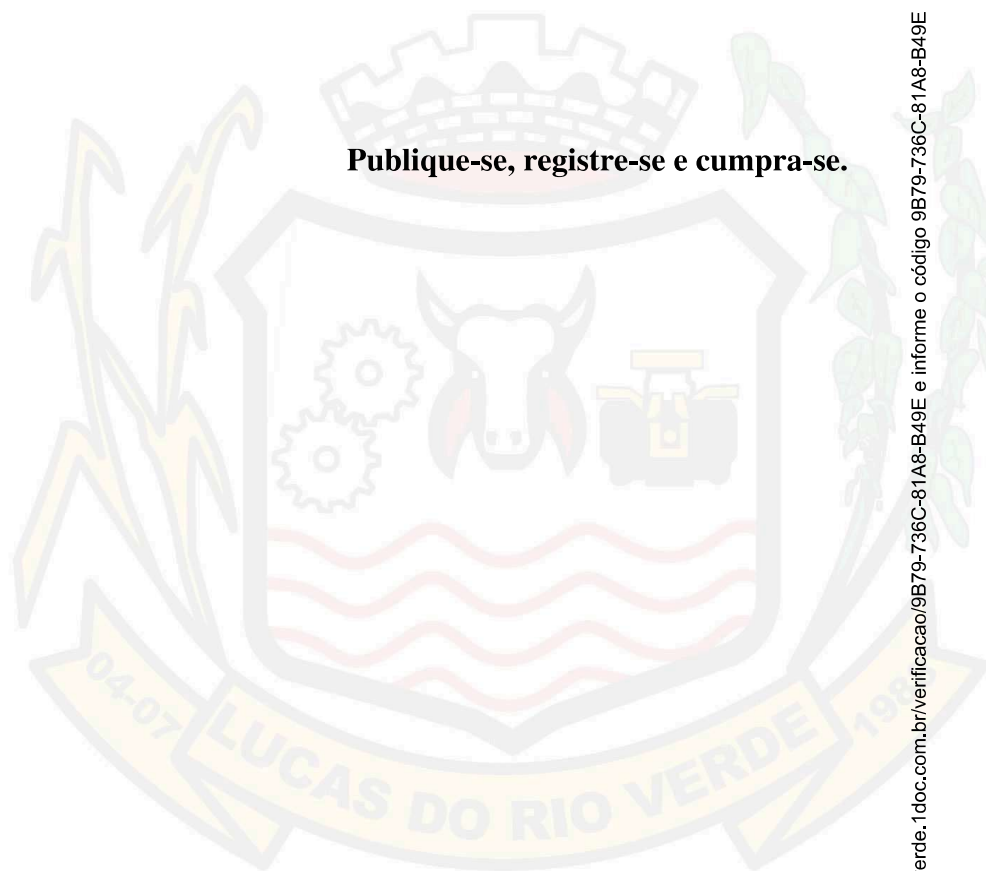 Publique-se, registre-se e cumpra-se.
04-07
LUCAS DO RIO VERDE
erde.1doc.com.br/verificacao/9B79-736C-81A8-B49E e informe o código 9B79-736C-81A8-B49E